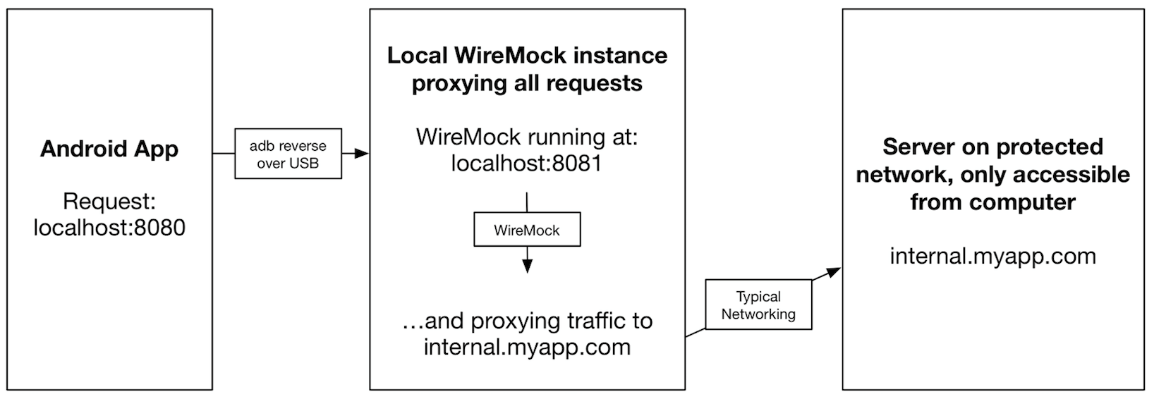 Android App
Request:
localhost:8080
adb reverse
over USB
Local WireMock instance
proxying all requests
WireMock running at:
localhost:8081
WireMock
…and proxying traffic to
internal.myapp.com
Typical
Networking
Server on protected
network, only accessible
from computer
internal.myapp.com